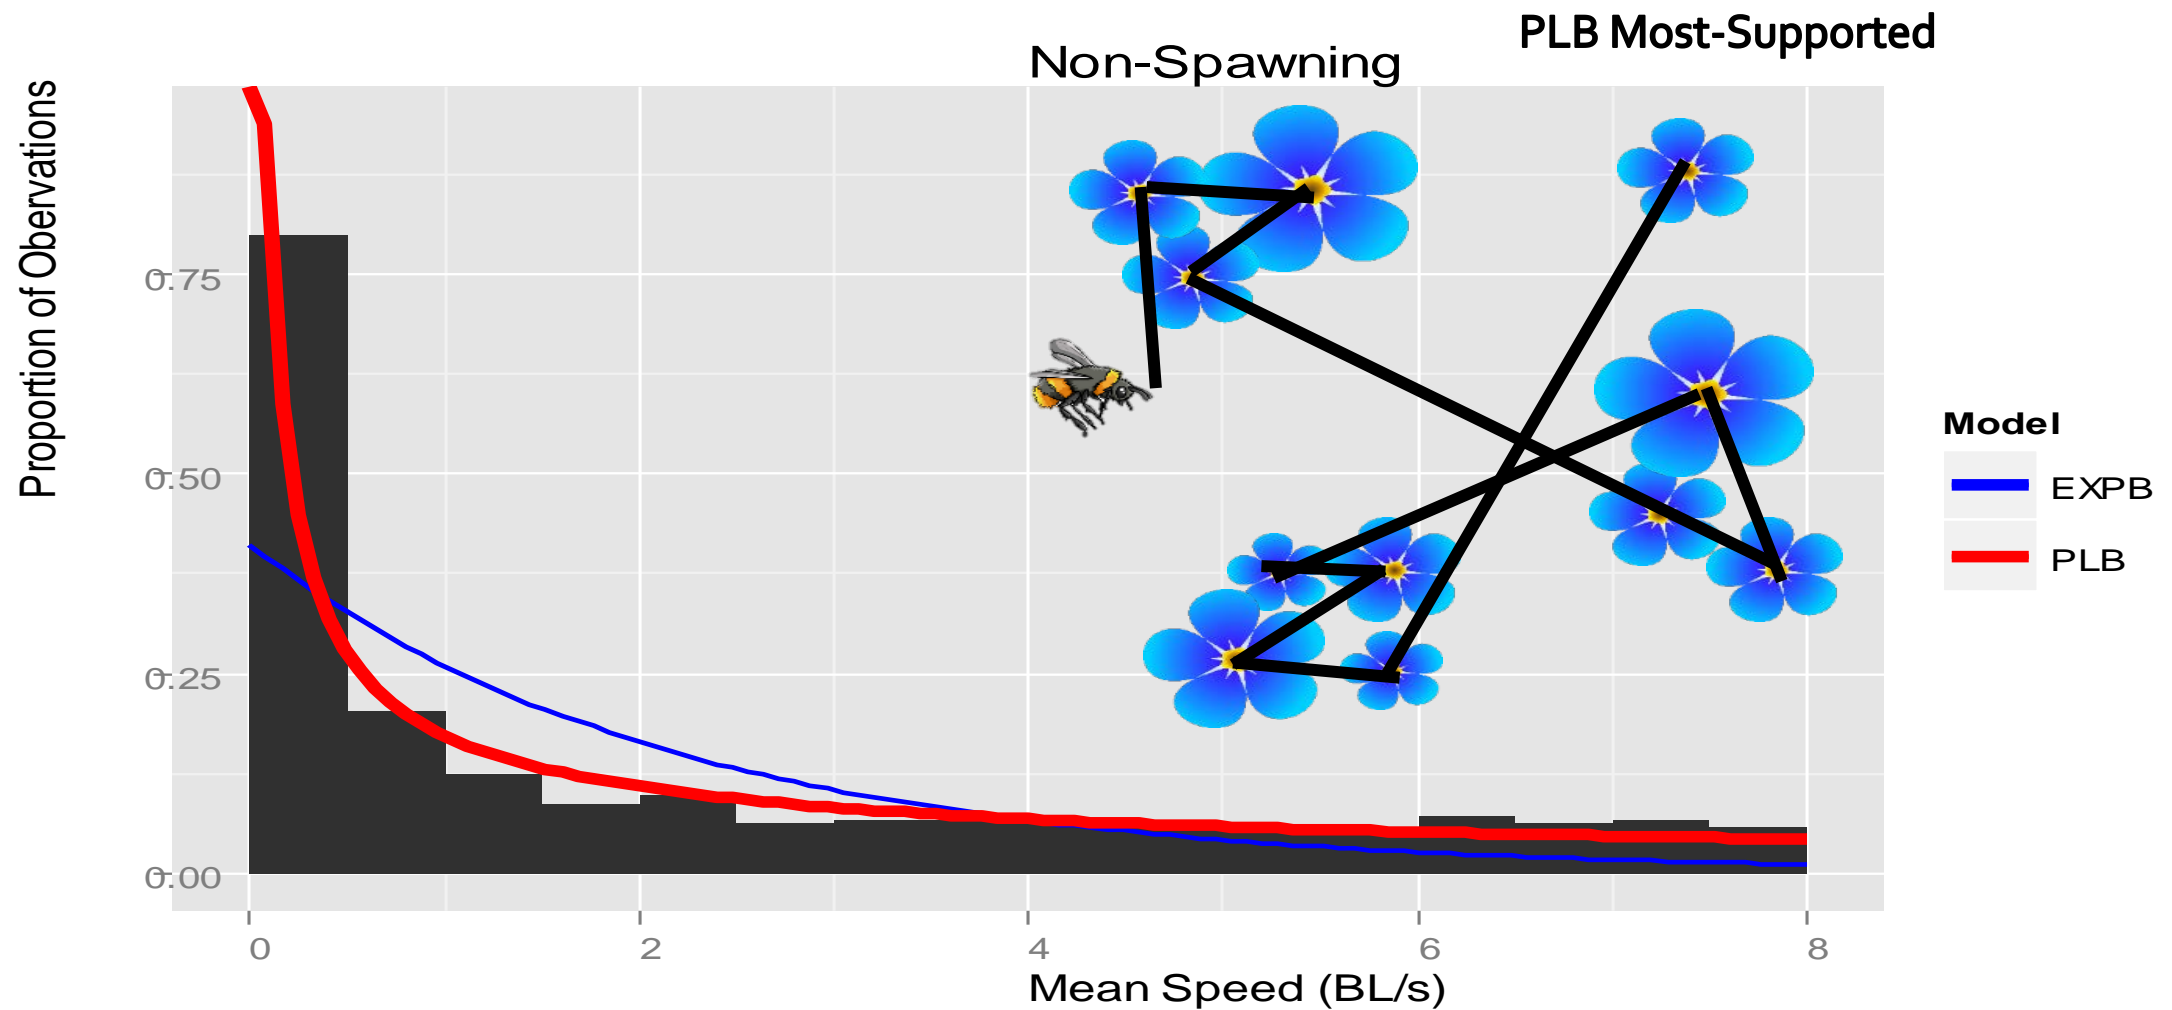 PLB Most-Supported
Non-Spawning
Proportion of Obervations
0.75
0.50
0.25
0.00
0 2 4 6 8
Mean Speed (BL/s)
Model
EXPB
PLB